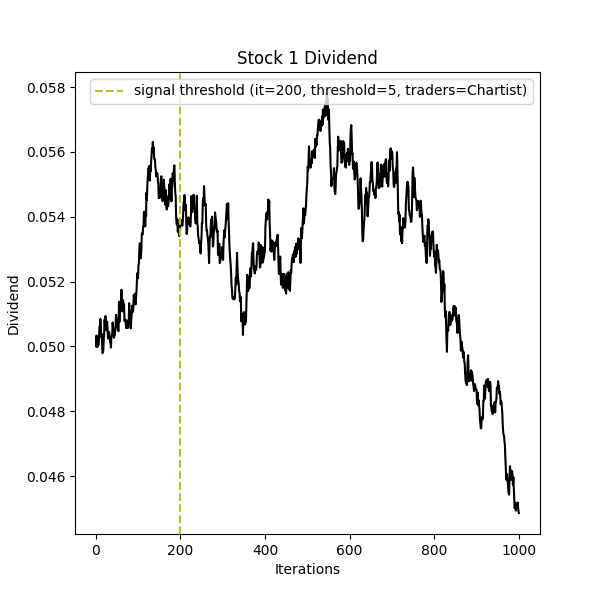 Stock 1 Dividend
signal threshold (it=200, threshold=5, traders=Chartist)
0.058
0.056
0.054
0.052
0.050
0.048
0.046
Dividend
0 200 400 600 800 1000
Iterations